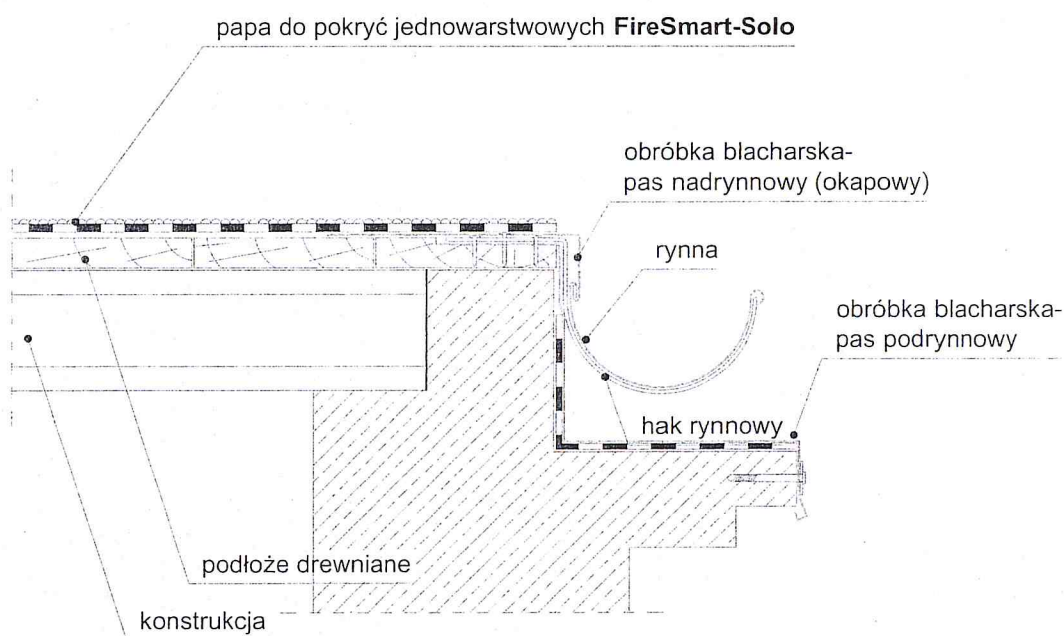 papa do pokryć jednowarstwowych FireSmart-Solo
obróbka blacharska-
pas nadrynnowy (okapowy)
rynna
obróbka blacharska-
pas podrynnowy
hak rynnowy
podłoże drewniane
konstrukcja